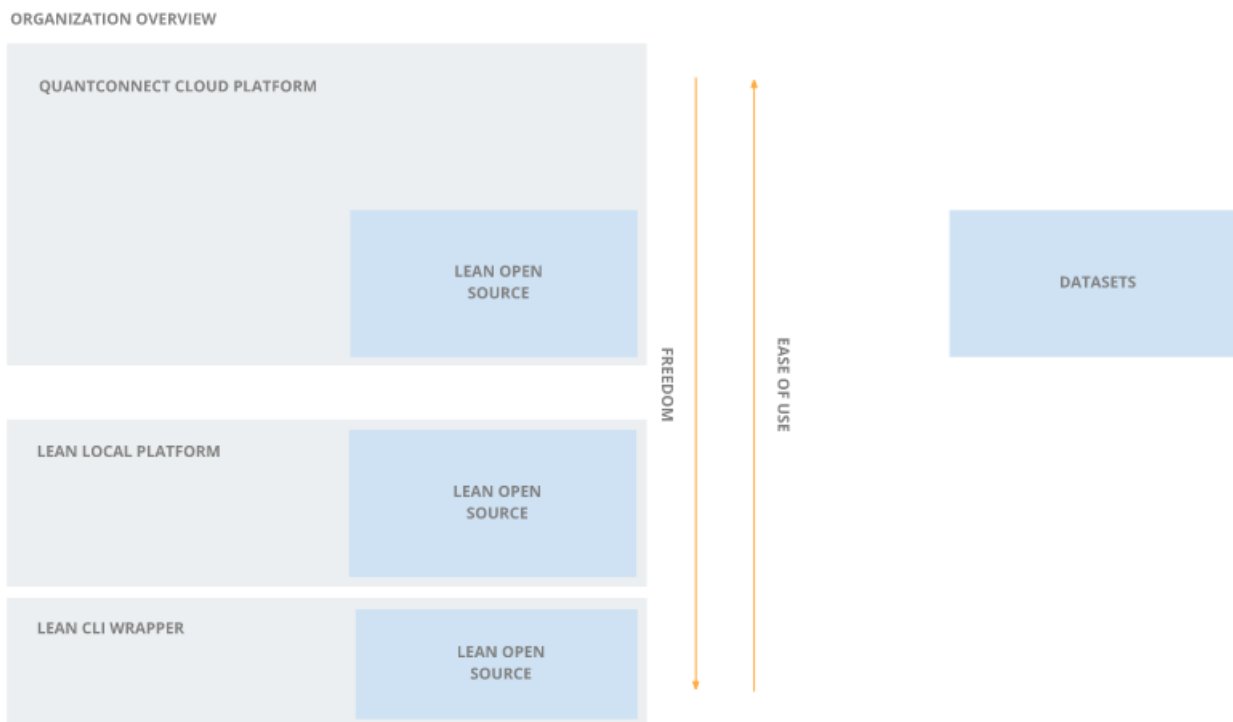 ORGANIZATION OVERVIEW
QUANTCONNECT CLOUD PLATFORM
LEAN OPEN
SOURCE
DATASETS
FREEDOM
EASE OF USE
LEAN LOCAL PLATFORM
LEAN OPEN
SOURCE
LEAN CLI WRAPPER
LEAN OPEN
SOURCE